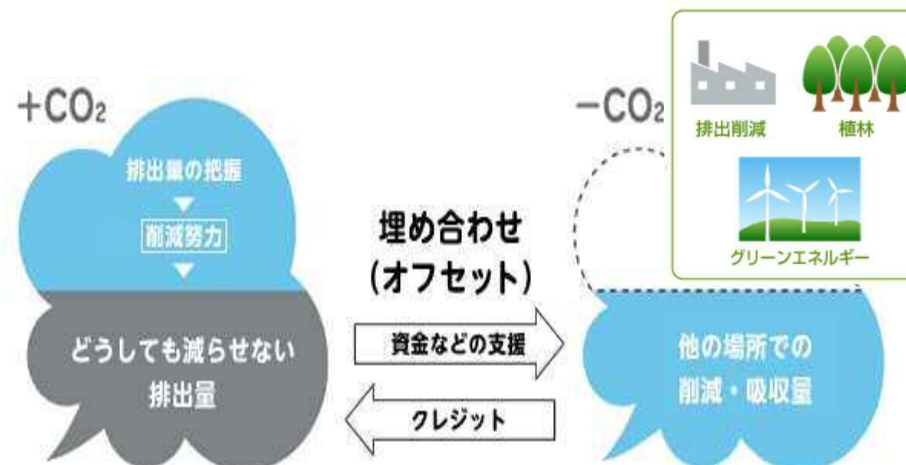 +CO₂
排出量の把握
削減努力
どうしても減らせない
排出量
埋め合わせ
(オフセット)
資金などの支援
クレジット
−CO₂
排出削減
植林
グリーンエネルギー
他の場所での
削減・吸収量